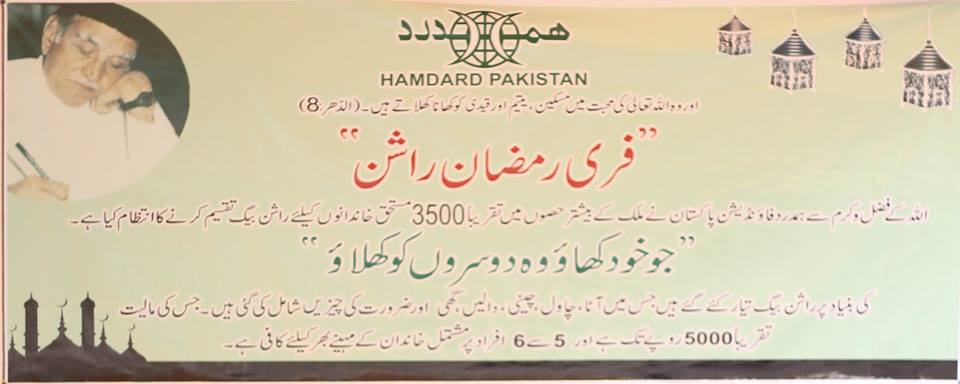 ھمدرد
HAMDARD PAKISTAN
اور وہ اللہ تعالی کی محبت میں مسکین، یتیم اور قیدی کو کھانا کھلاتے ہیں۔ (الدھر:8)
”فری رمضان راشن“
اللہ کے فضل و کرم سے ہمدرد فاؤنڈیشن پاکستان نے ملک کے بیشتر حصوں میں تقریباً 3500 مستحق خاندانوں کیلئے راشن بیگ تقسیم کرنے کا انتظام کیا ہے۔
”جو خود کھاؤ وہ دوسروں کو کھلاؤ“
کی بنیاد پر راشن بیگ تیار کئے گئے ہیں جس میں آٹا، چاول، چینی، دالیں، گھی اور ضرورت کی چیزیں شامل کی گئی ہیں۔ جس کی مالیت
تقریباً 5000 روپے تک ہے اور 5 سے 6 افراد پر مشتمل خاندان کے مہینے بھر کیلئے کافی ہے۔